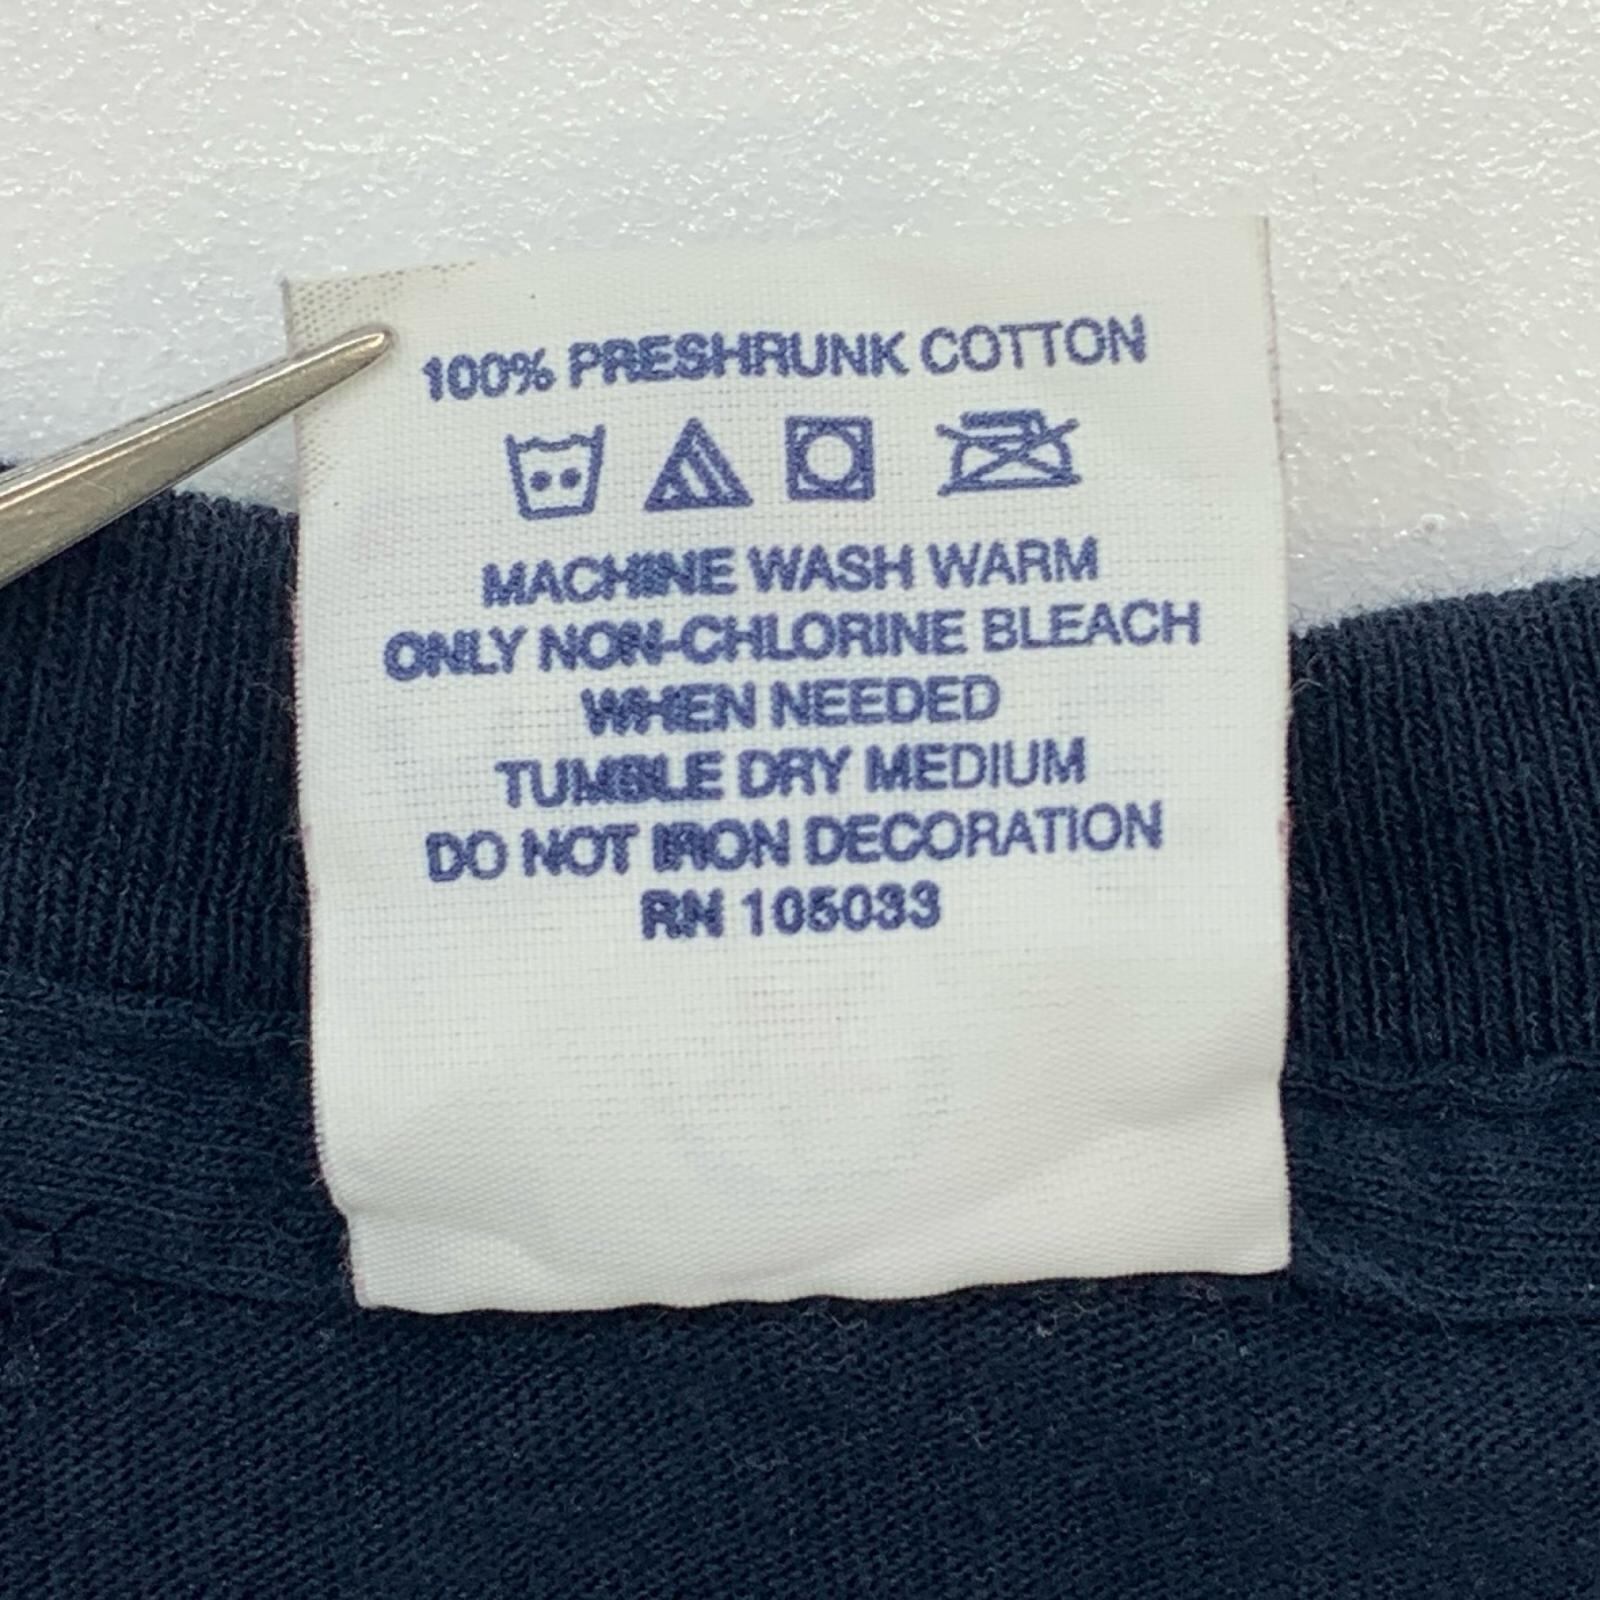 100% PRESHRUNK COTTON
MACHINE WASH WARM
ONLY NON-CHLORINE BLEACH
WHEN NEEDED
TUMBLE DRY MEDIUM
DO NOT IRON DECORATION
RN 105033